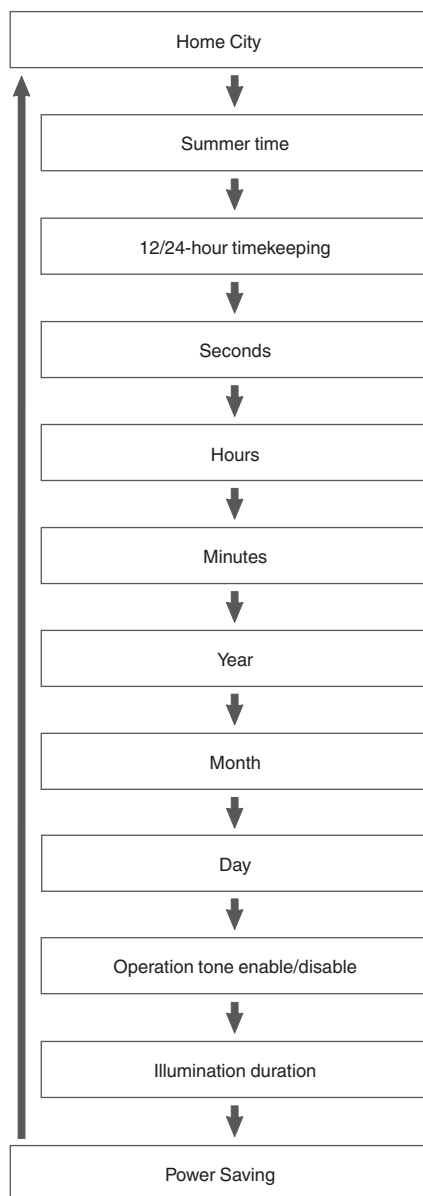 Home City
Summer time
12/24-hour timekeeping
Seconds
Hours
Minutes
Year
Month
Day
Operation tone enable/disable
Illumination duration
Power Saving